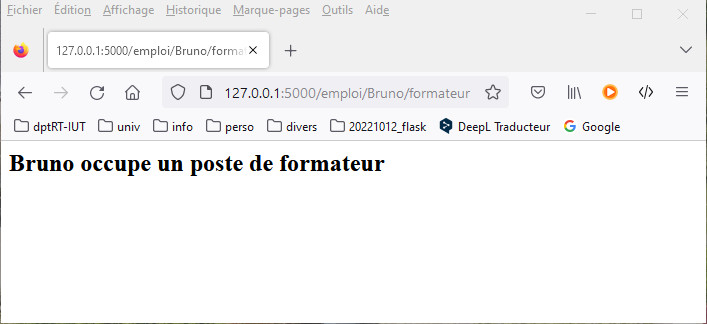 Fichier Édition Affichage Historique Marque-pages Outils Aide
127.0.0.1:5000/emploi/Bruno/forma
127.0.0.1:5000/emploi/Bruno/formateur
dptRT-IUT univ info perso divers 20221012_flask DeepL Traducteur Google
Bruno occupe un poste de formateur